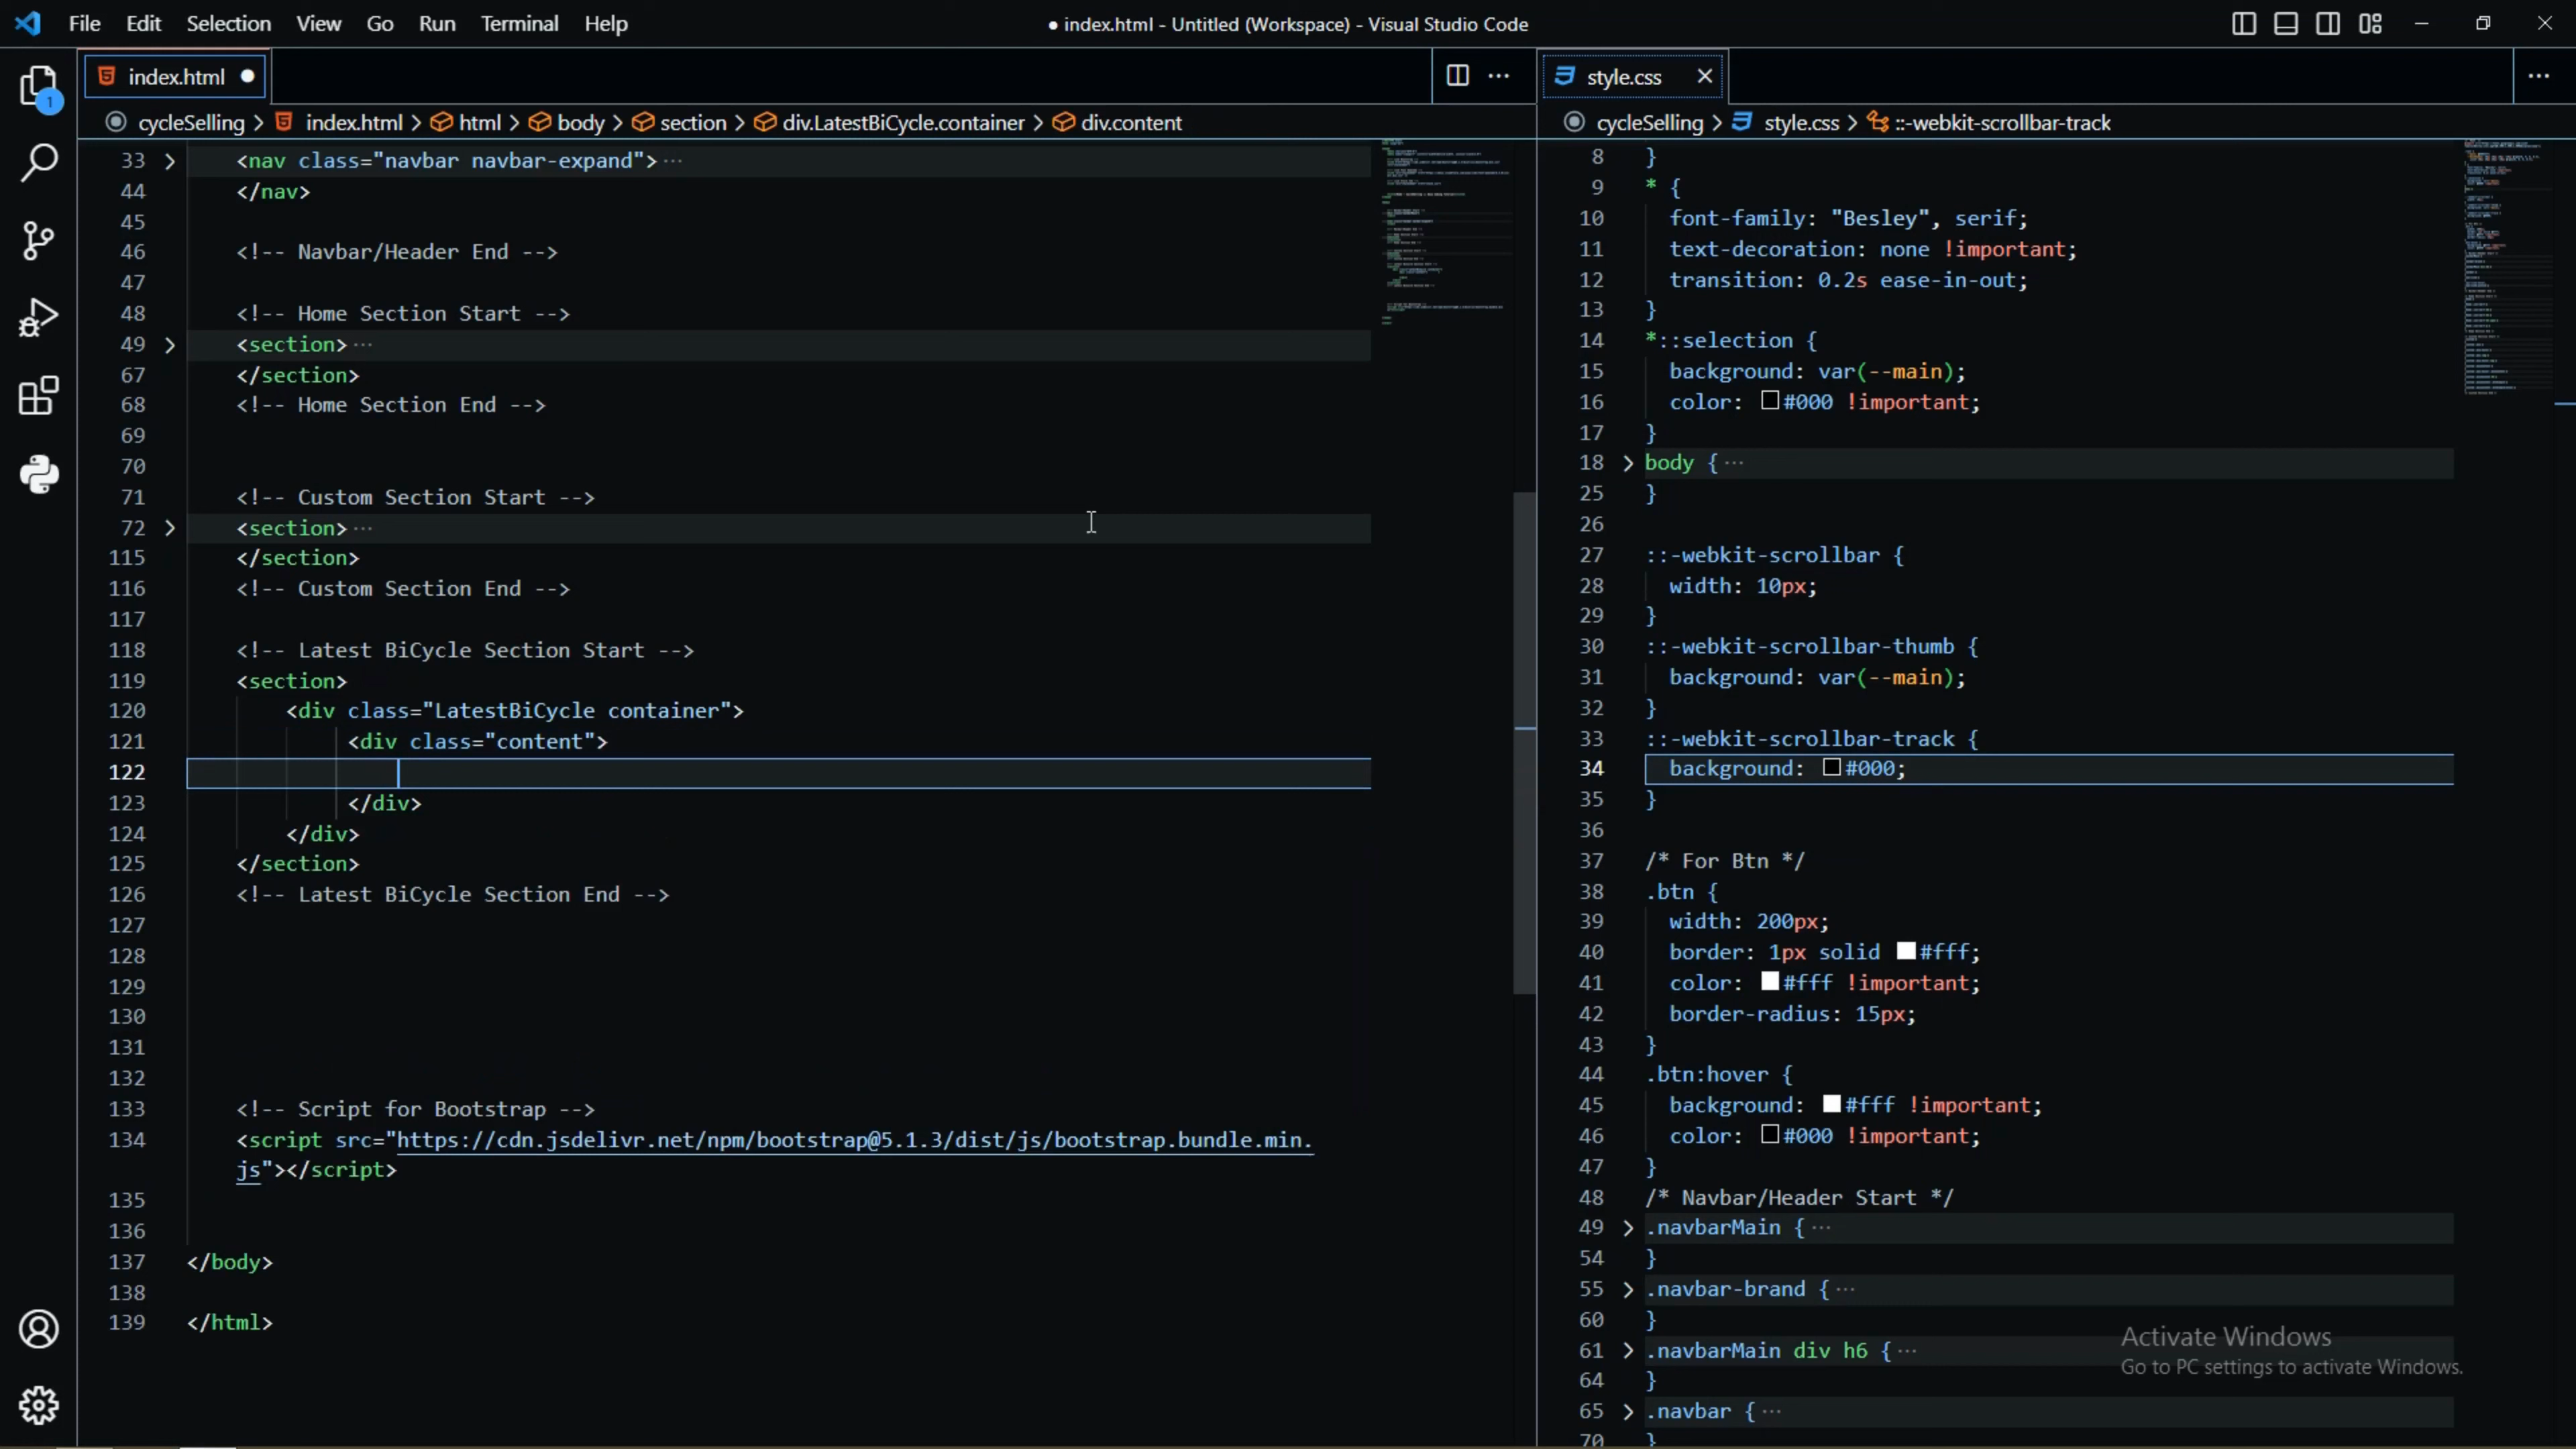 File Edit Selection View Go Run Terminal Help
● index.html - Untitled (Workspace) - Visual Studio Code
index.html ●
cycleSelling > index.html > html > body > section > div.LatestBiCycle.container > div.content
1
33 <nav class="navbar navbar-expand"> ···
44 </nav>
45
46 <!-- Navbar/Header End -->
47
48 <!-- Home Section Start -->
49 <section> ···
67 </section>
68 <!-- Home Section End -->
69
70
71 <!-- Custom Section Start -->
72 <section> ···
115 </section>
116 <!-- Custom Section End -->
117
118 <!-- Latest BiCycle Section Start -->
119 <section>
120 <div class="LatestBiCycle container">
121 <div class="content">
122
123 </div>
124 </div>
125 </section>
126 <!-- Latest BiCycle Section End -->
127
128
129
130
131
132
133 <!-- Script for Bootstrap -->
134 <script src="https://cdn.jsdelivr.net/npm/bootstrap@5.1.3/dist/js/bootstrap.bundle.min.
js"></script>
135
136
137 </body>
138
139 </html>
style.css
cycleSelling > style.css > ::-webkit-scrollbar-track
8 }
9 * {
10 font-family: "Besley", serif;
11 text-decoration: none !important;
12 transition: 0.2s ease-in-out;
13 }
14 *::selection {
15 background: var(--main);
16 color: #000 !important;
17 }
18 body { ···
25 }
26
27 ::-webkit-scrollbar {
28 width: 10px;
29 }
30 ::-webkit-scrollbar-thumb {
31 background: var(--main);
32 }
33 ::-webkit-scrollbar-track {
34 background: #000;
35 }
36
37 /* For Btn */
38 .btn {
39 width: 200px;
40 border: 1px solid #fff;
41 color: #fff !important;
42 border-radius: 15px;
43 }
44 .btn:hover {
45 background: #fff !important;
46 color: #000 !important;
47 }
48 /* Navbar/Header Start */
49 .navbarMain { ···
54 }
55 .navbar-brand { ···
60 }
61 .navbarMain div h6 { ···
64 }
65 .navbar { ···
70 }
Activate Windows
Go to PC settings to activate Windows.